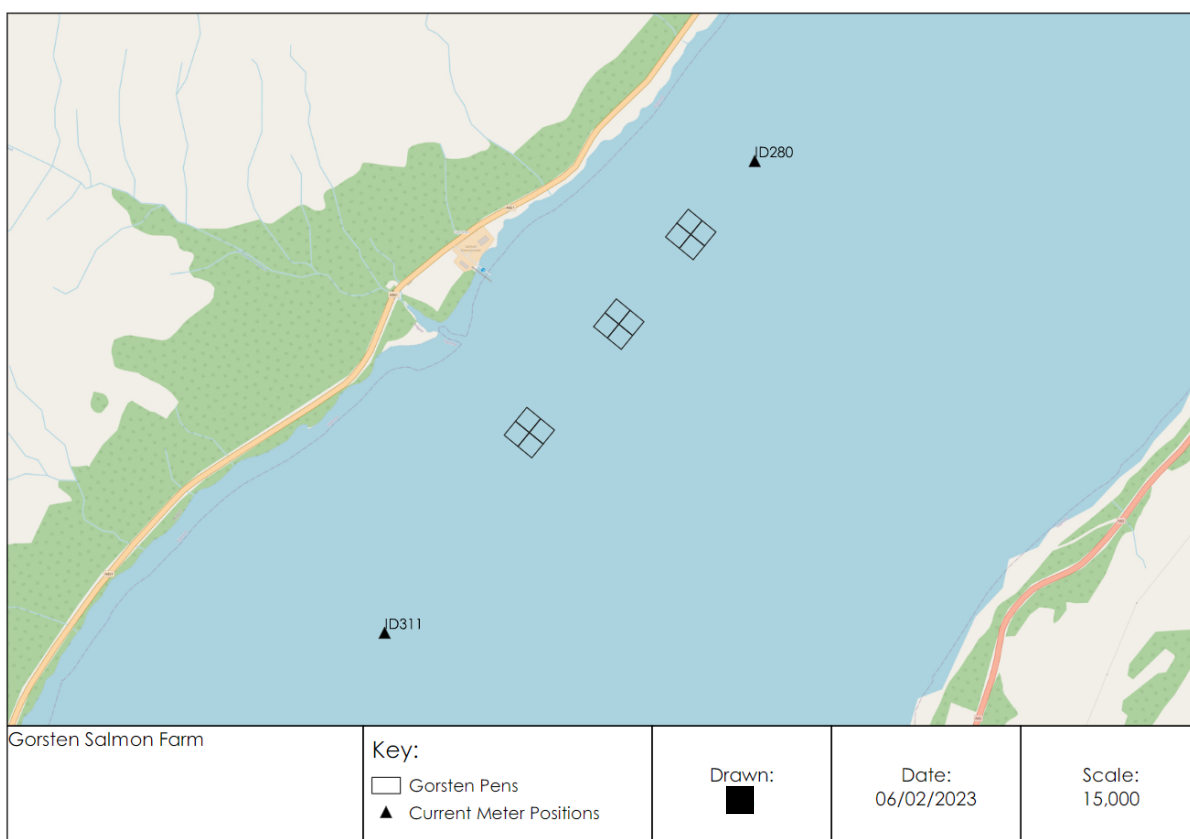 ID280
ID311
Gorsten Salmon Farm
Key:
Gorsten Pens
Current Meter Positions
Drawn:
Date:
06/02/2023
Scale:
15,000